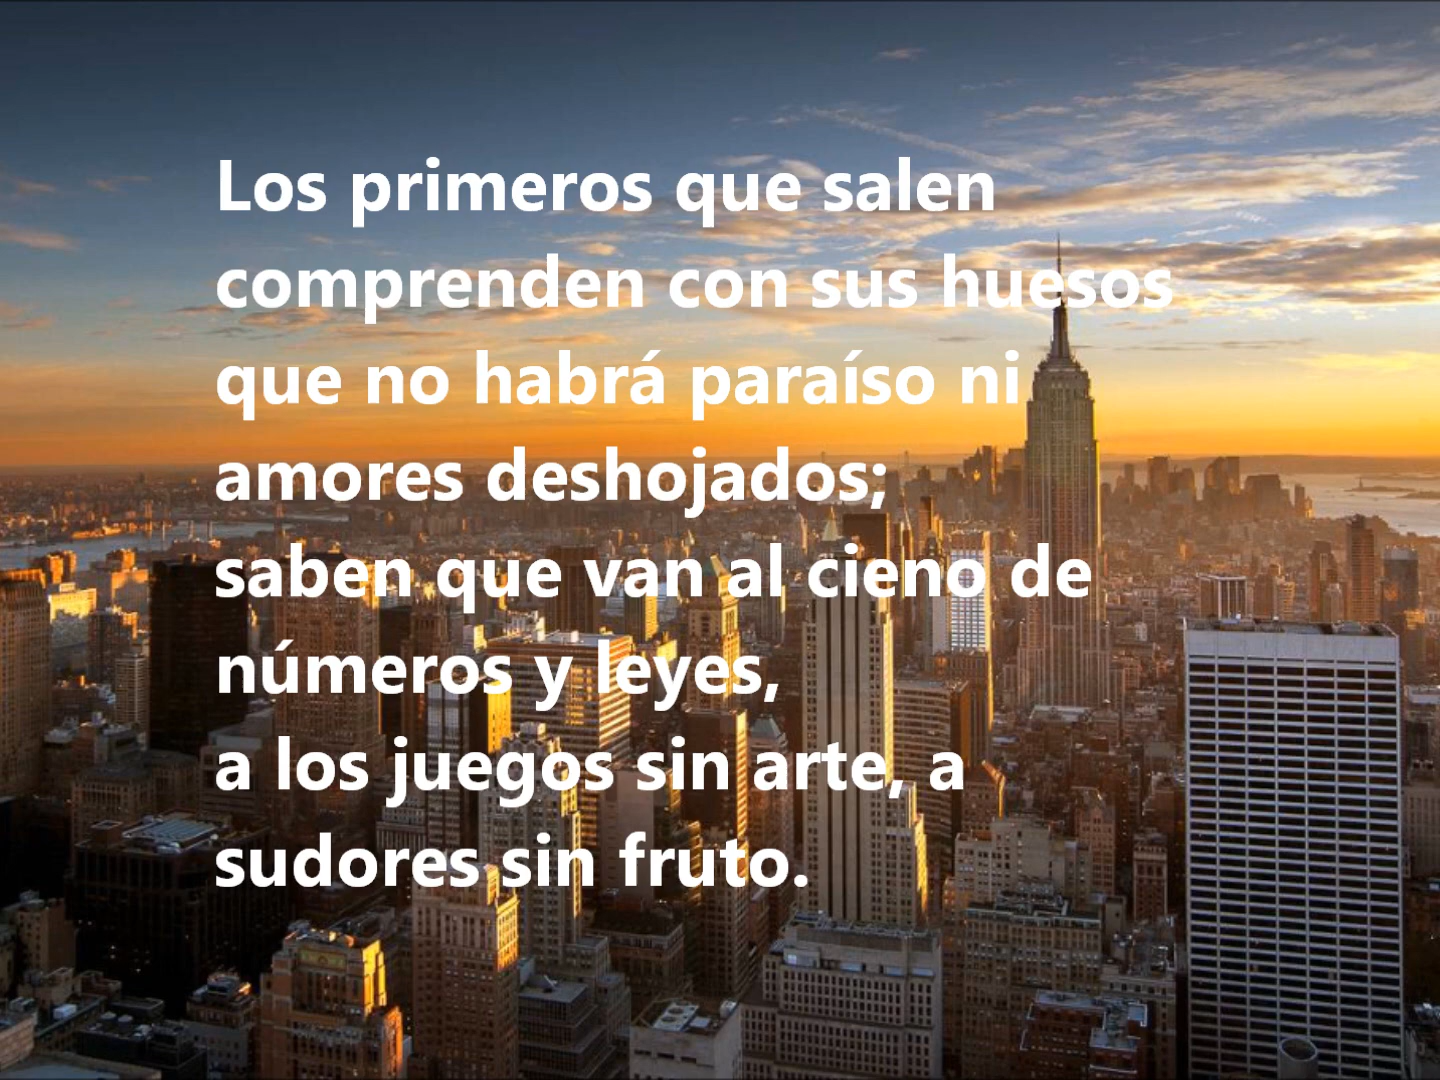 Los primeros que salen
comprenden con sus huesos
que no habrá paraíso ni
amores deshojados;
saben que van al cieno de
números y leyes,
a los juegos sin arte, a
sudores sin fruto.